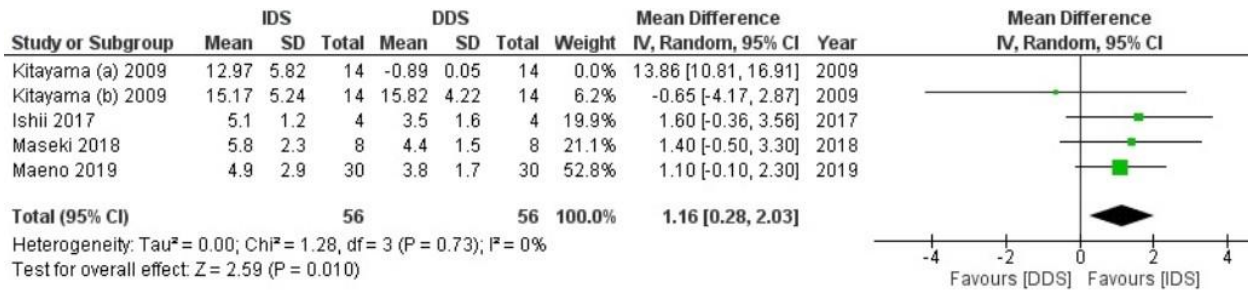 IDS DDS Mean Difference Mean Difference
Study or Subgroup Mean SD Total Mean SD Total Weight IV, Random, 95% CI Year IV, Random, 95% CI
Kitayama (a) 2009 12.97 5.82 14 -0.89 0.05 14 0.0% 13.86 [10.81, 16.91] 2009
Kitayama (b) 2009 15.17 5.24 14 15.82 4.22 14 6.2% -0.65 [-4.17, 2.87] 2009
Ishii 2017 5.1 1.2 4 3.5 1.6 4 19.9% 1.60 [-0.36, 3.56] 2017
Maseki 2018 5.8 2.3 8 4.4 1.5 8 21.1% 1.40 [-0.50, 3.30] 2018
Maeno 2019 4.9 2.9 30 3.8 1.7 30 52.8% 1.10 [-0.10, 2.30] 2019
Total (95% CI) 56 56 100.0% 1.16 [0.28, 2.03]
Heterogeneity: Tau² = 0.00; Chi² = 1.28, df = 3 (P = 0.73); I² = 0%
Test for overall effect: Z = 2.59 (P = 0.010)
-4 -2 0 2 4
Favours [DDS] Favours [IDS]